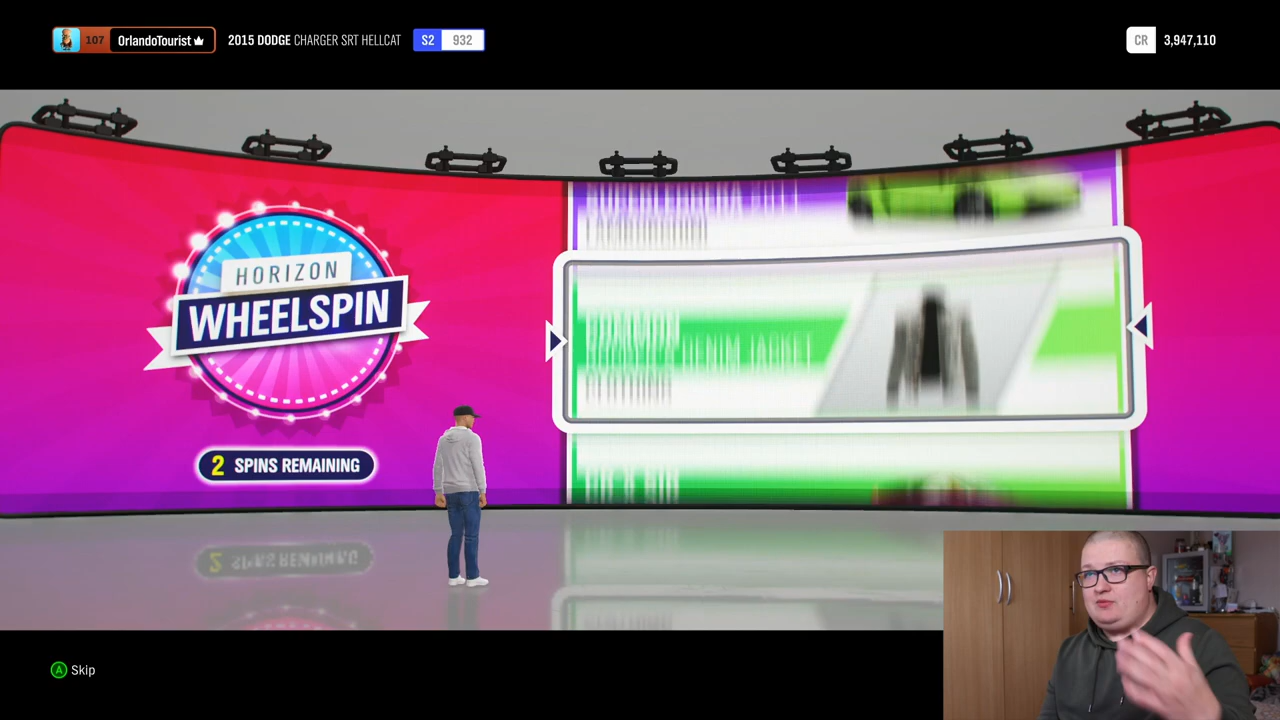 107 OrlandoTourist 2015 DODGE CHARGER SRT HELLCAT S2 932 CR 3,947,110
HORIZON
WHEELSPIN
COMMON
DENIM JACKET
2 SPINS REMAINING
A Skip